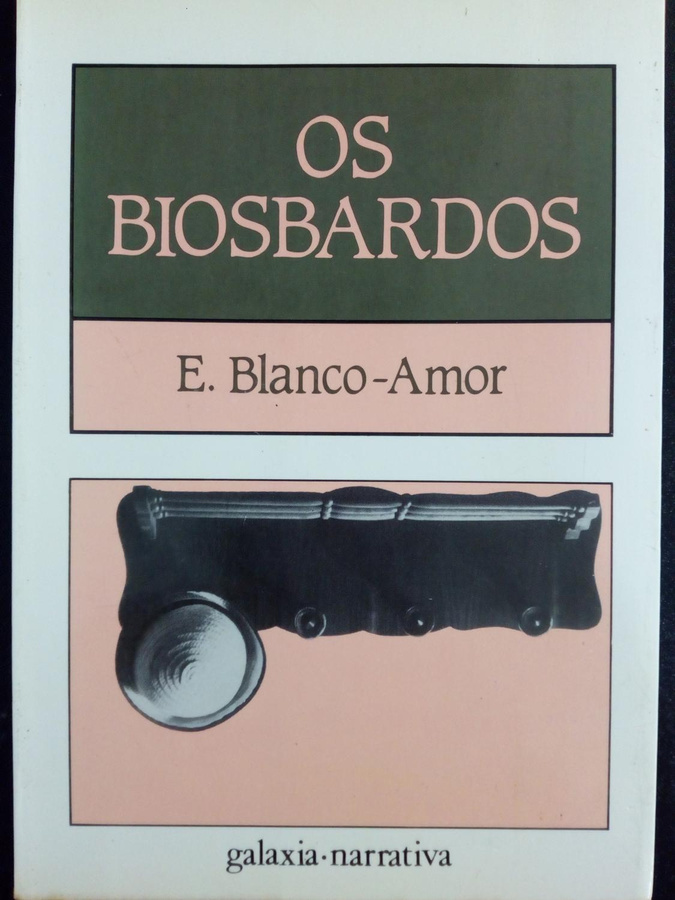 OS
BIOSBARDOS
E. Blanco-Amor
galaxia·narrativa